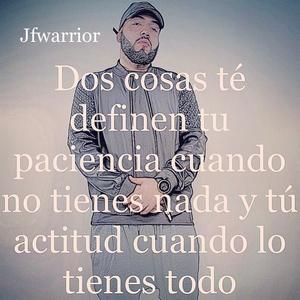 Jfwarrior
Dos cosas té
definen tu
paciencia cuando
no tienes nada y tú
actitud cuando lo
tienes todo